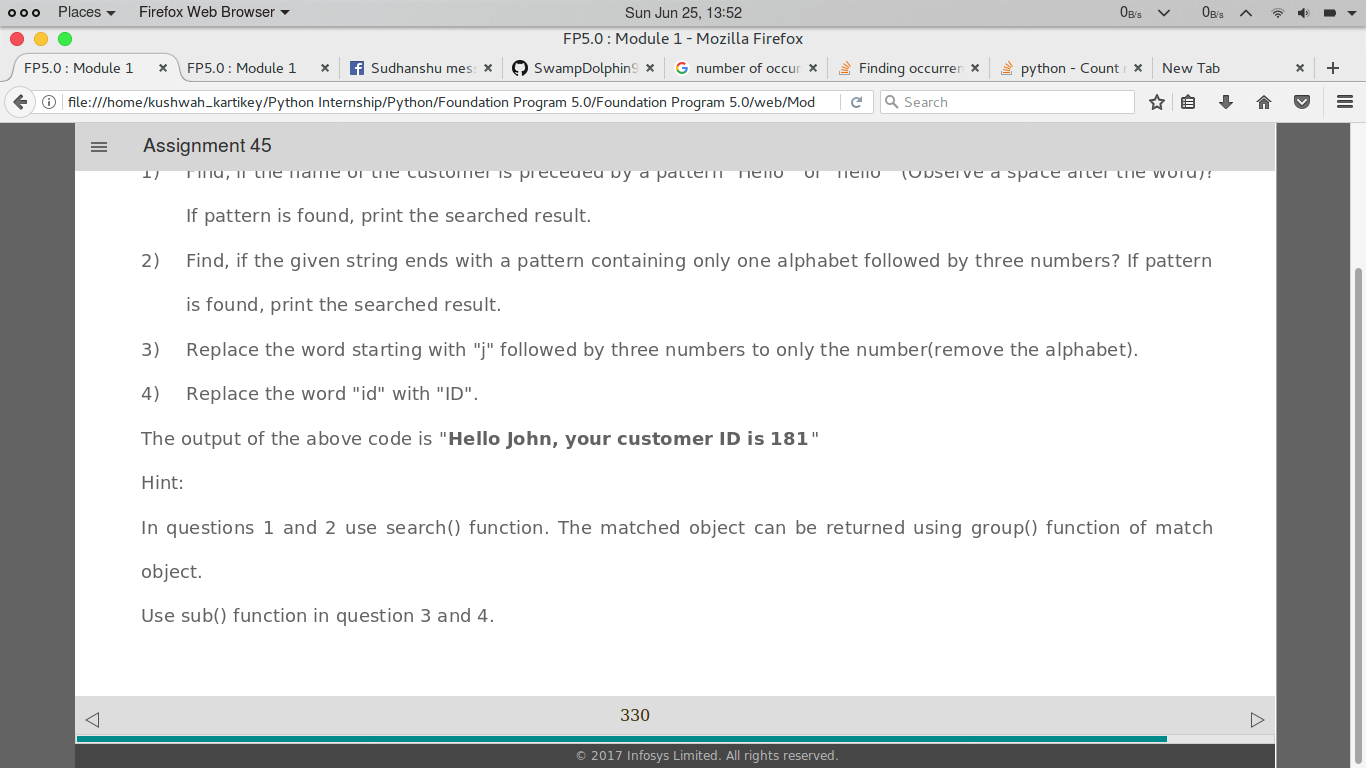 Places Firefox Web Browser Sun Jun 25, 13:52 0B/s 0B/s
FP5.0 : Module 1 - Mozilla Firefox
FP5.0 : Module 1 FP5.0 : Module 1 Sudhanshu mes SwampDolphin9 number of occur Finding occurren python - Count New Tab
file:///home/kushwah_kartikey/Python Internship/Python/Foundation Program 5.0/Foundation Program 5.0/web/Mod Search
Assignment 45
1) Find, if the name of the customer is preceded by a pattern "Hello " or "hello " (Observe a space after the word)?
If pattern is found, print the searched result.
2) Find, if the given string ends with a pattern containing only one alphabet followed by three numbers? If pattern
is found, print the searched result.
3) Replace the word starting with "j" followed by three numbers to only the number(remove the alphabet).
4) Replace the word "id" with "ID".
The output of the above code is "Hello John, your customer ID is 181"
Hint:
In questions 1 and 2 use search() function. The matched object can be returned using group() function of match
object.
Use sub() function in question 3 and 4.
330
© 2017 Infosys Limited. All rights reserved.